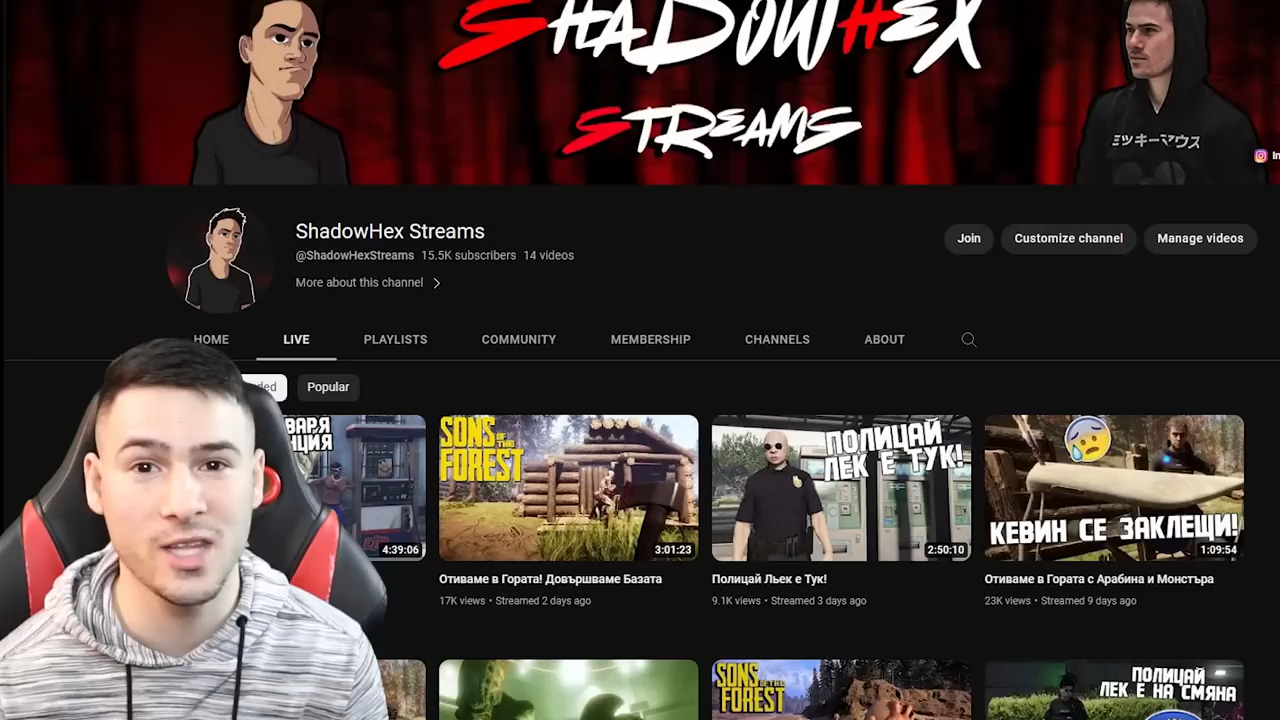 SHADOWHEX
STREAMS
ミッキーマウス
ShadowHex Streams
@ShadowHexStreams 15.5K subscribers 14 videos
More about this channel
Join
Customize channel
Manage videos
HOME
LIVE
PLAYLISTS
COMMUNITY
MEMBERSHIP
CHANNELS
ABOUT
Popular
4:39:06
SONS
OF THE
FOREST
3:01:23
ПОЛИЦАЙ
ЛЕК Е ТУК!
2:50:10
КЕВИН СЕ ЗАКЛЕЩИ!
1:09:54
Отиваме в Гората! Довършваме Базата
17K views • Streamed 2 days ago
Полицай Льек е Тук!
9.1K views • Streamed 3 days ago
Отиваме в Гората с Арабина и Монстъра
23K views • Streamed 9 days ago
SONS
OF THE
FOREST
ПОЛИЦАЙ
ЛЕК Е НА СМЯНА